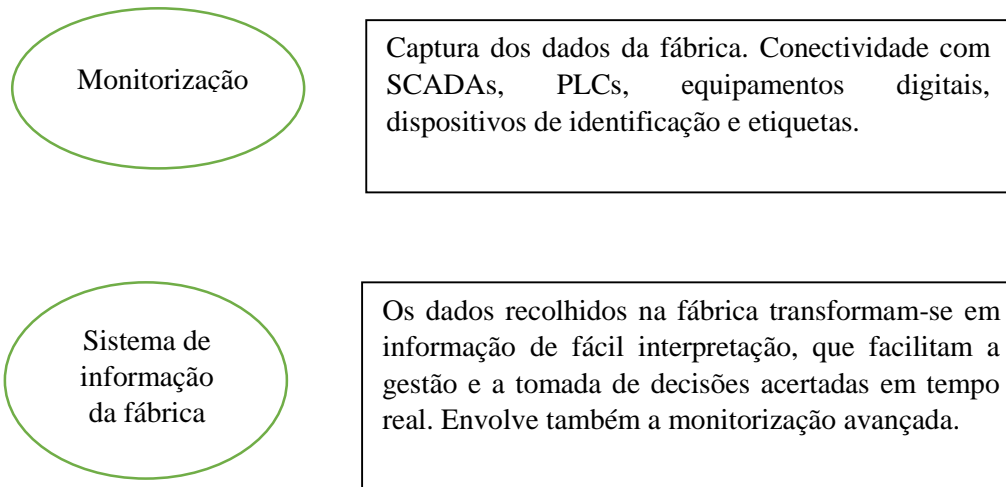 Monitorização
Captura dos dados da fábrica. Conectividade com
SCADAs, PLCs, equipamentos digitais,
dispositivos de identificação e etiquetas.
Sistema de
informação
da fábrica
Os dados recolhidos na fábrica transformam-se em
informação de fácil interpretação, que facilitam a
gestão e a tomada de decisões acertadas em tempo
real. Envolve também a monitorização avançada.